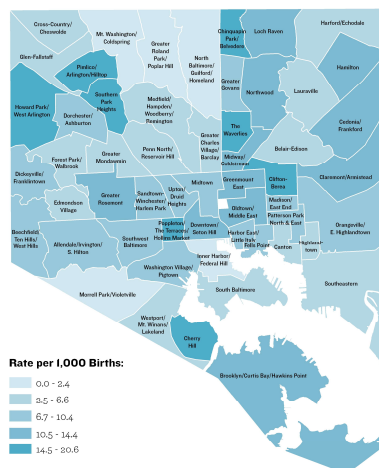 Cross-Country/
Cheswolde
Mt. Washington/
Coldspring
Greater
Roland
Park/
Poplar Hill
North
Baltimore/
Guilford/
Homeland
Chinquapin
Park/
Belvedere
Loch Raven
Harford/Echodale
Glen-Fallstaff
Pimlico/
Arlington/Hilltop
Hamilton
Greater
Govans
Northwood
Lauraville
Southern
Park
Heights
Howard Park/
West Arlington
Dorchester/
Ashburton
Medfield/
Hampden/
Woodberry/
Remington
Cedonia/
Frankford
The
Waverlies
Greater
Charles
Village/
Barclay
Belair-Edison
Midway/
Coldstream
Forest Park/
Walbrook
Greater
Mondawmin
Penn North/
Reservoir Hill
Dickeyville/
Franklintown
Midtown
Greenmount
East
Clifton-
Berea
Claremont/Armistead
Greater
Rosemont
Sandtown-
Winchester/
Harlem Park
Upton/
Druid
Heights
Edmondson
Village
Oldtown/
Middle East
Madison/
East End
Patterson Park
North & East
Poppleton/
The Terraces/
Hollins Market
Downtown/
Seton Hill
Harbor East/
Little Italy
Fells Point
Canton
Highland-
town
Orangeville/
E. Highlandtown
Beechfield/
Ten Hills/
West Hills
Allendale/Irvington/
S. Hilton
Southwest
Baltimore
Washington Village/
Pigtown
Inner Harbor/
Federal Hill
Southeastern
Morrell Park/Violetville
South Baltimore
Westport/
Mt. Winans/
Lakeland
Cherry
Hill
Brooklyn/Curtis Bay/Hawkins Point
Rate per 1,000 Births:
0.0 - 2.4
2.5 - 6.6
6.7 - 10.4
10.5 - 14.4
14.5 - 20.6